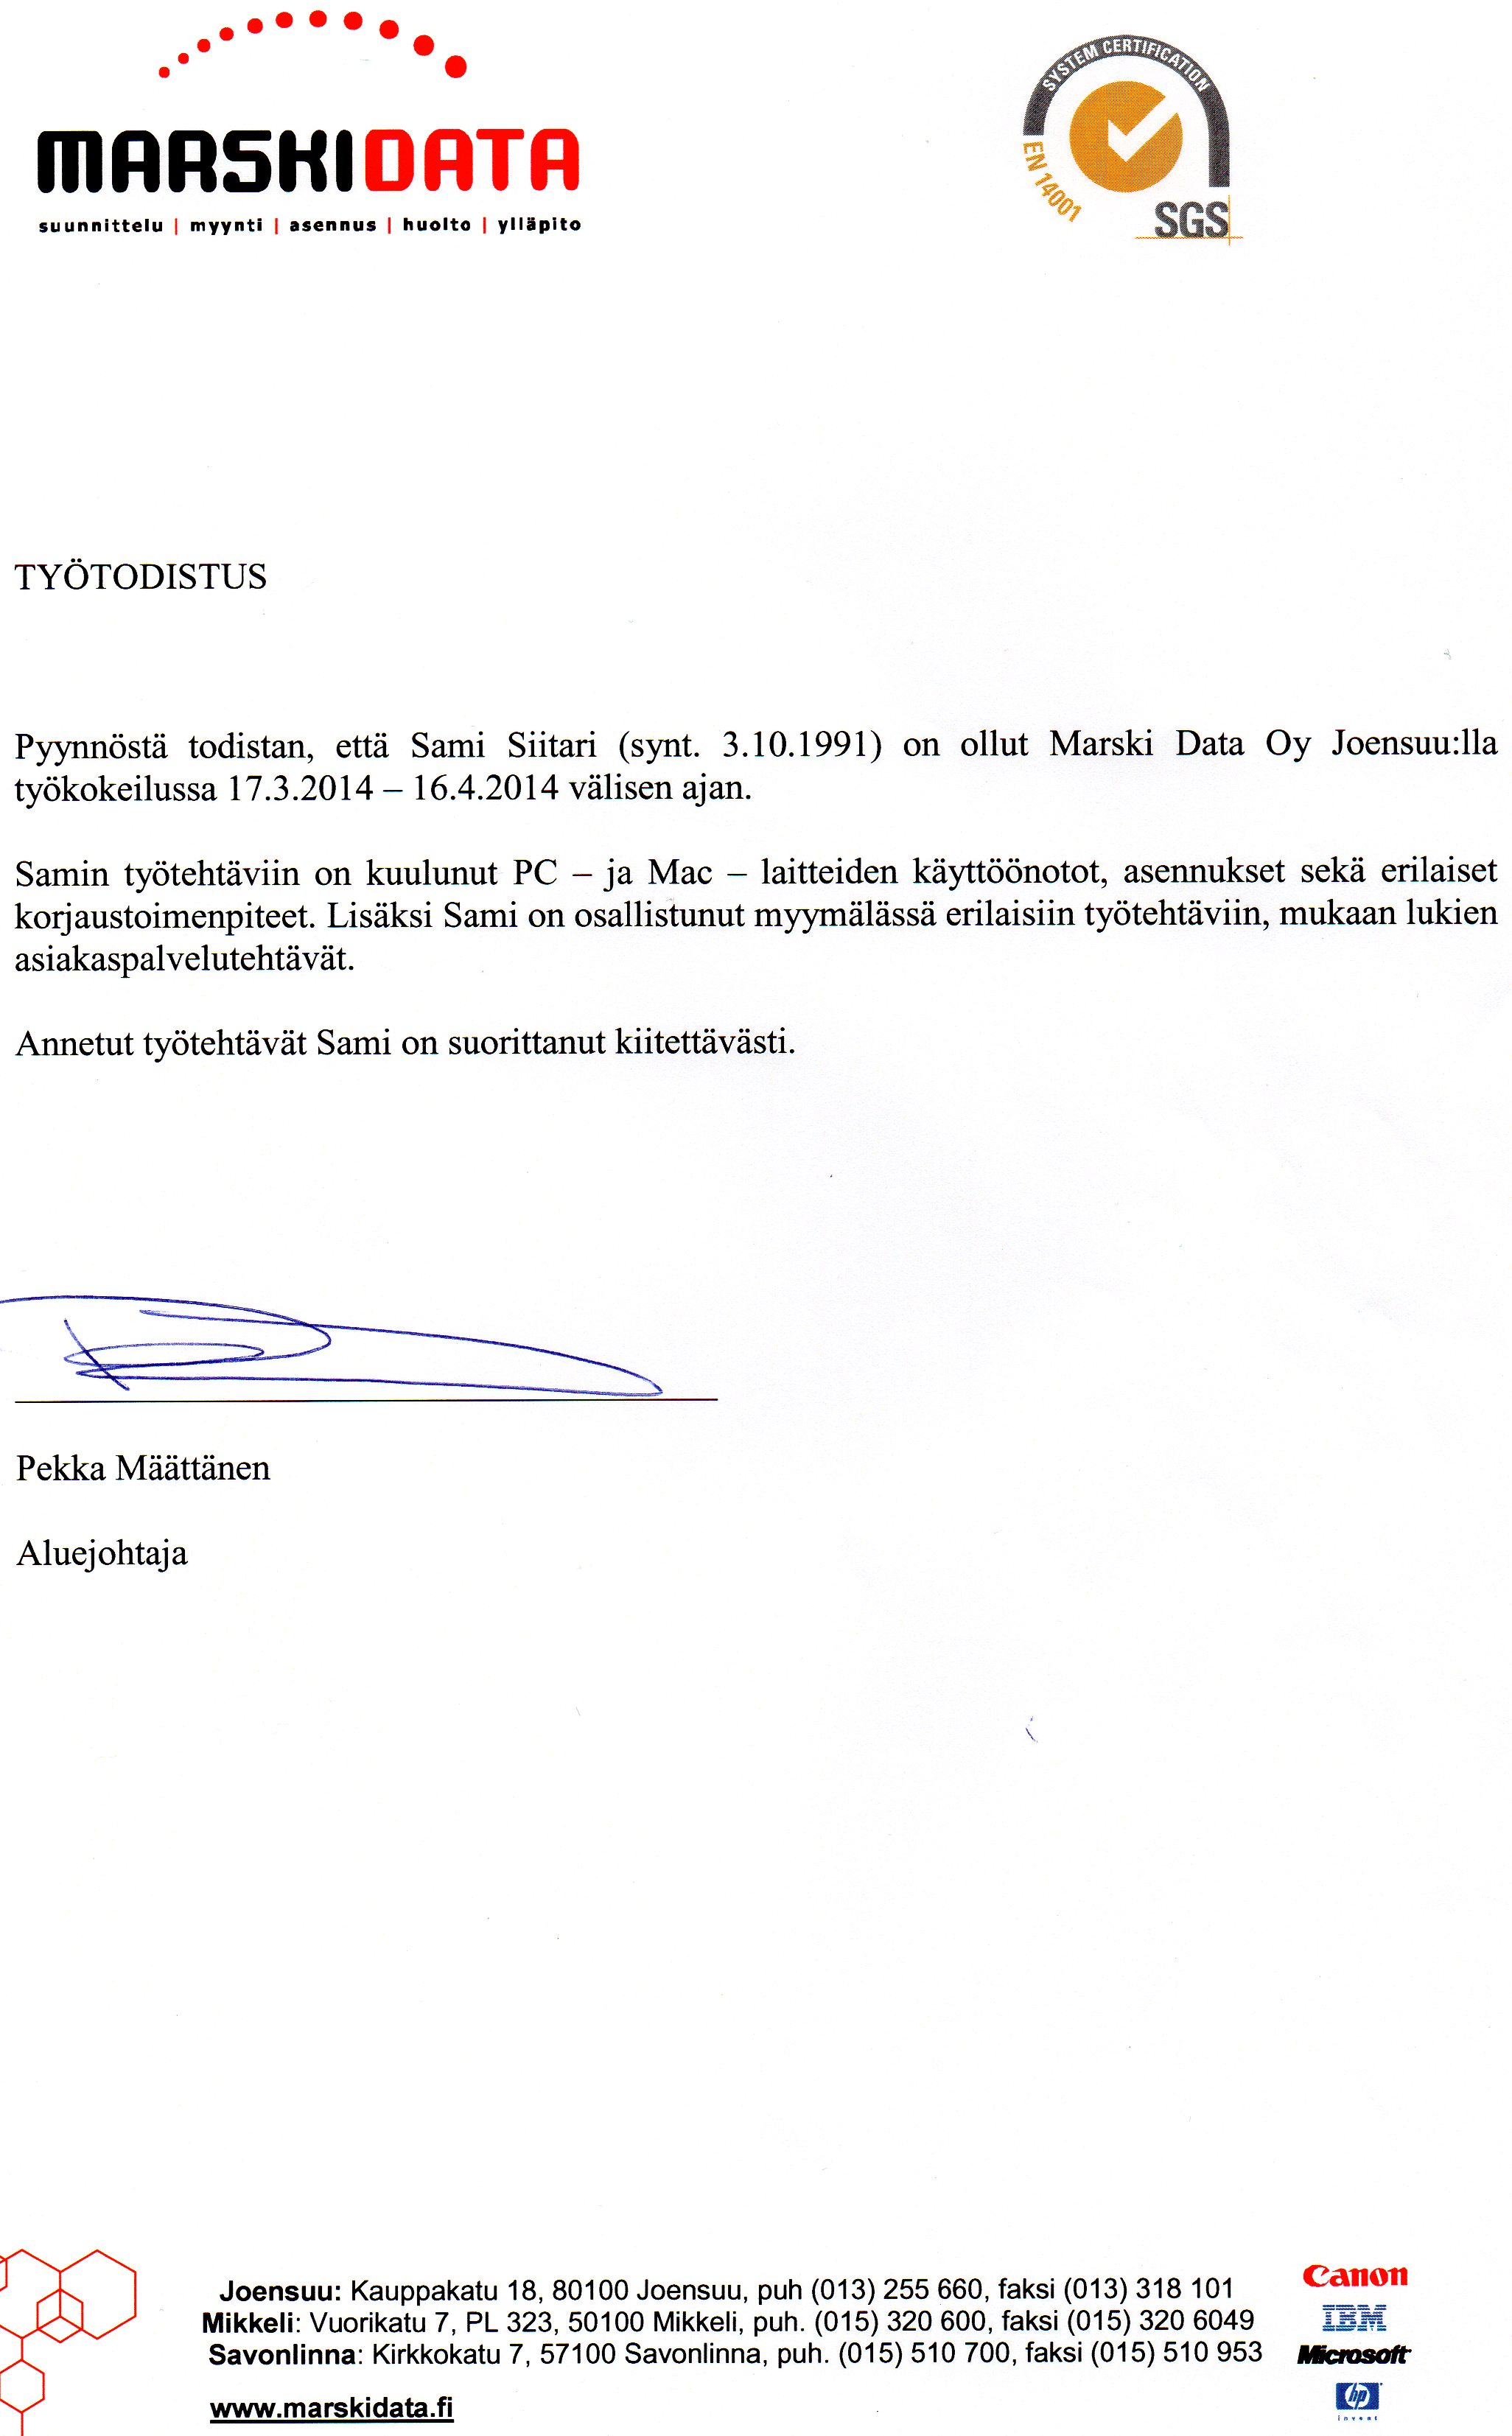 MARSKIDATA
suunnittelu | myynti | asennus | huolto | ylläpito
SYSTEM CERTIFICATION
EN 14001
SGS
TYÖTODISTUS
Pyynnöstä todistan, että Sami Siitari (synt. 3.10.1991) on ollut Marski Data Oy Joensuu:lla
työkokeilussa 17.3.2014 – 16.4.2014 välisen ajan.
Samin työtehtäviin on kuulunut PC – ja Mac – laitteiden käyttöönotot, asennukset sekä erilaiset
korjaustoimenpiteet. Lisäksi Sami on osallistunut myymälässä erilaisiin työtehtäviin, mukaan lukien
asiakaspalvelutehtävät.
Annetut työtehtävät Sami on suorittanut kiitettävästi.
Pekka Määttänen
Aluejohtaja
Joensuu: Kauppakatu 18, 80100 Joensuu, puh (013) 255 660, faksi (013) 318 101
Mikkeli: Vuorikatu 7, PL 323, 50100 Mikkeli, puh. (015) 320 600, faksi (015) 320 6049
Savonlinna: Kirkkokatu 7, 57100 Savonlinna, puh. (015) 510 700, faksi (015) 510 953
www.marskidata.fi
Canon
IBM
Microsoft
hp
invent